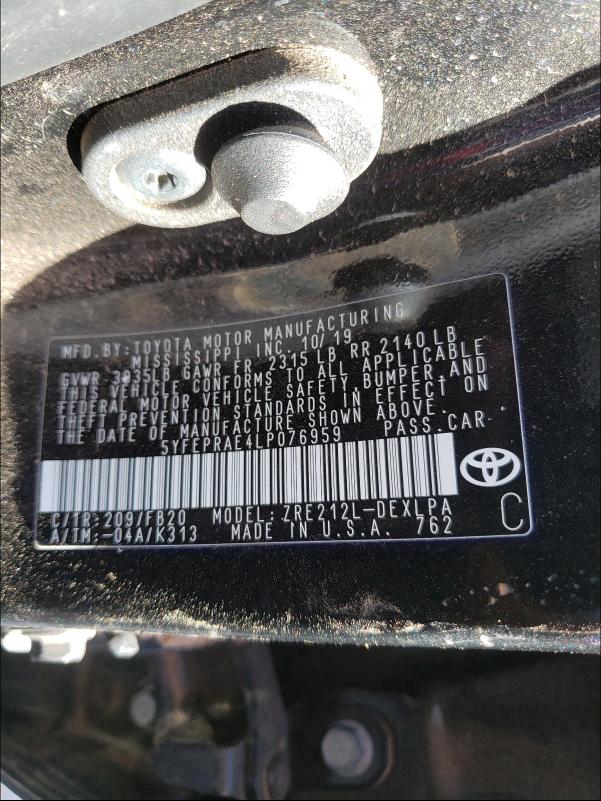 MFD.BY:TOYOTA MOTOR MANUFACTURING
MISSISSIPPI INC. 10/19
GVWR 3835LB GAWR FR 2315 LB RR 2140 LB
THIS VEHICLE CONFORMS TO ALL APPLICABLE
FEDERAL MOTOR VEHICLE SAFETY, BUMPER, AND
THEFT PREVENTION STANDARDS IN EFFECT ON
THE DATE OF MANUFACTURE SHOWN ABOVE.
5YFEPRAE4LP076959 PASS.CAR
C/TR:209/FB20 MODEL:ZRE212L-DEXLPA
A/TM:-04A/K313 MADE IN U.S.A. 762
C